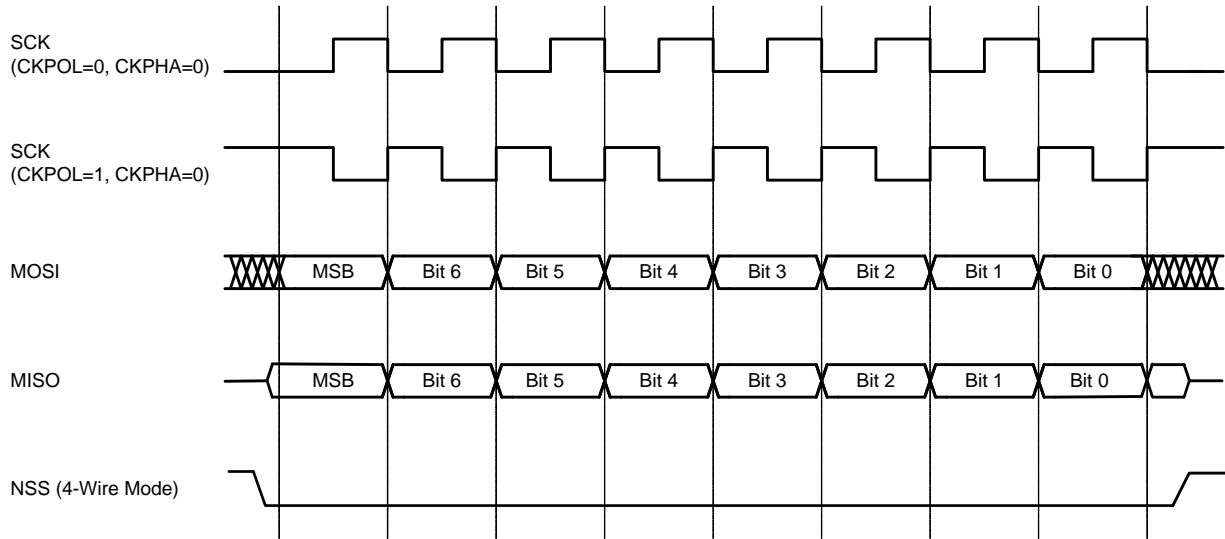 SCK
(CKPOL=0, CKPHA=0)
SCK
(CKPOL=1, CKPHA=0)
MOSI
MSB Bit 6 Bit 5 Bit 4 Bit 3 Bit 2 Bit 1 Bit 0
MISO
MSB Bit 6 Bit 5 Bit 4 Bit 3 Bit 2 Bit 1 Bit 0
NSS (4-Wire Mode)